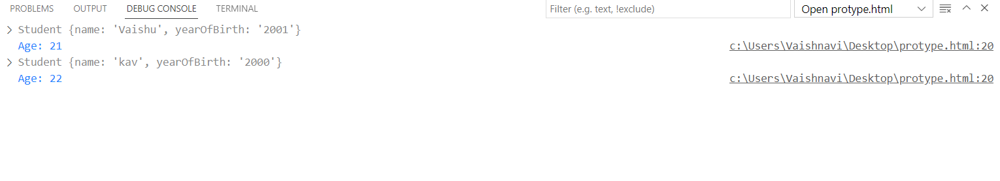 PROBLEMS OUTPUT DEBUG CONSOLE TERMINAL Filter (e.g. text, !exclude) Open protype.html
Student {name: 'Vaishu', yearOfBirth: '2001'}
Age: 21 c:\Users\Vaishnavi\Desktop\protype.html:20
Student {name: 'kav', yearOfBirth: '2000'}
Age: 22 c:\Users\Vaishnavi\Desktop\protype.html:20